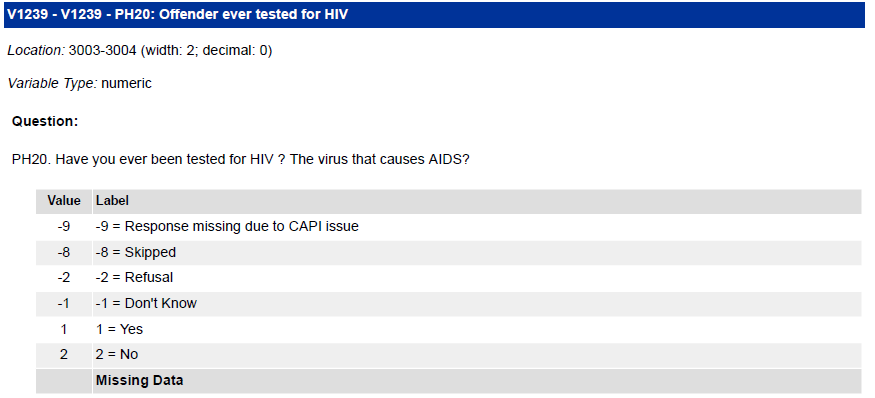 V1239 - V1239 - PH20: Offender ever tested for HIV
Location: 3003-3004 (width: 2; decimal: 0)
Variable Type: numeric
Question:
PH20. Have you ever been tested for HIV ? The virus that causes AIDS?
Value Label
-9 -9 = Response missing due to CAPI issue
-8 -8 = Skipped
-2 -2 = Refusal
-1 -1 = Don't Know
1 1 = Yes
2 2 = No
Missing Data